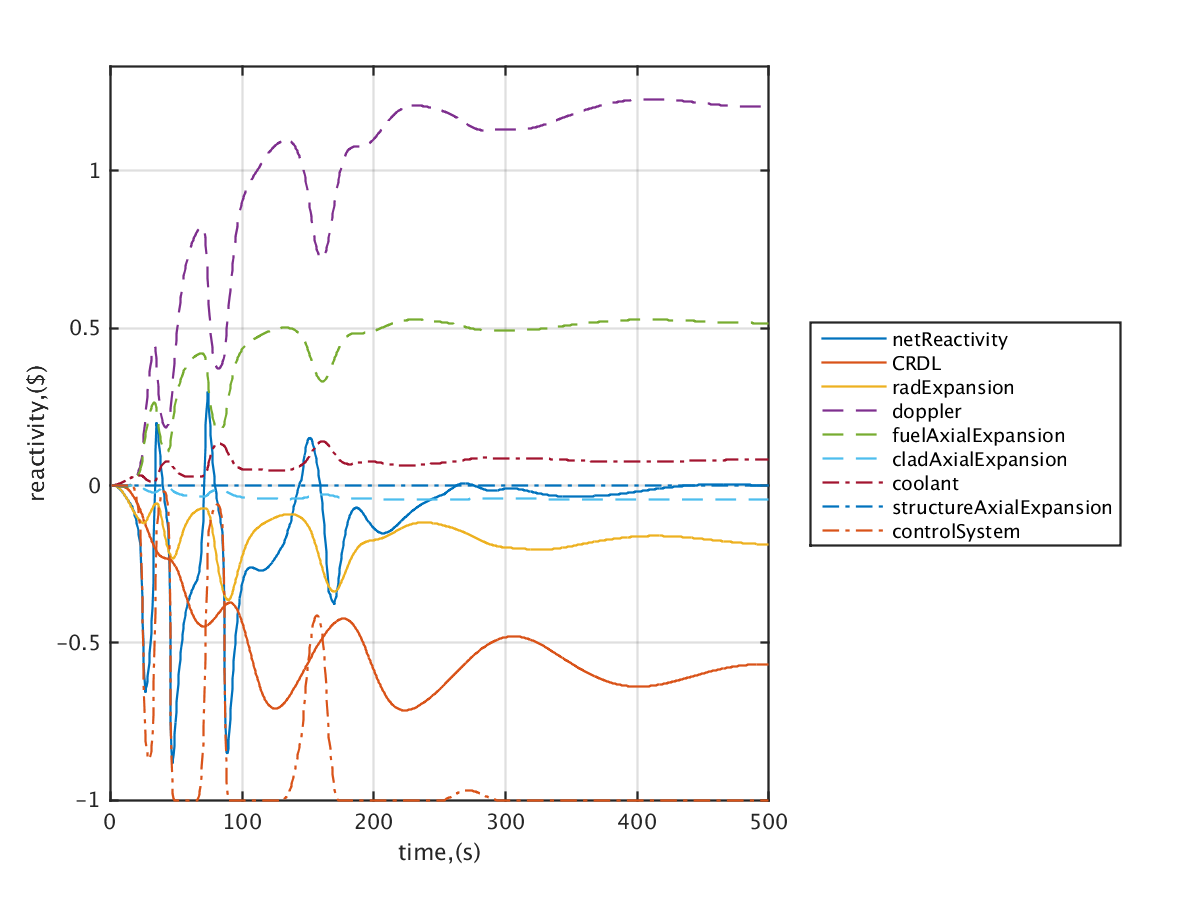 1
0.5
0
-0.5
-1
reactivity,($)
0
100
200
300
400
500
time,(s)
netReactivity
CRDL
radExpansion
doppler
fuelAxialExpansion
cladAxialExpansion
coolant
structureAxialExpansion
controlSystem